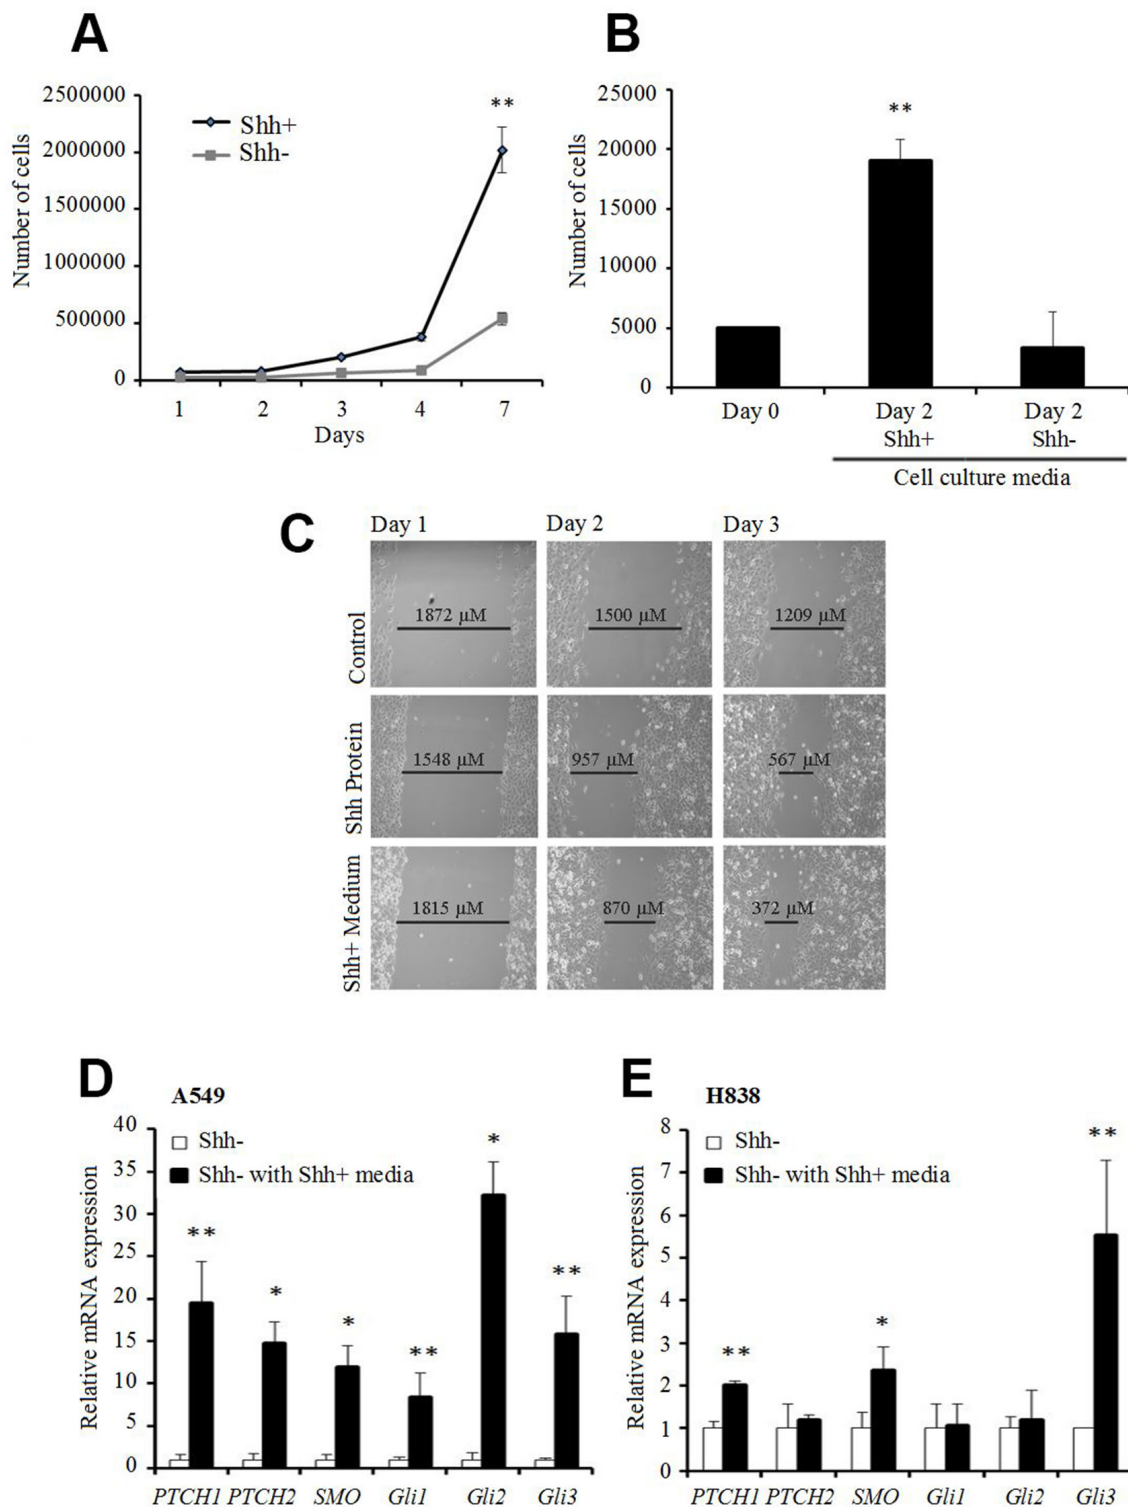 A
2500000
2000000
1500000
1000000
500000
0
Number of cells
Shh+
Shh-
**
1 2 3 4 7
Days
B
25000
20000
15000
10000
5000
0
Number of cells
**
Day 0
Day 2
Shh+
Day 2
Shh-
Cell culture media
C
Day 1 Day 2 Day 3
Control
1872 µM 1500 µM 1209 µM
Shh Protein
1548 µM 957 µM 567 µM
Shh+ Medium
1815 µM 870 µM 372 µM
D
A549
40
35
30
25
20
15
10
5
0
Relative mRNA expression
Shh-
Shh- with Shh+ media
** * * ** * **
PTCH1 PTCH2 SMO Gli1 Gli2 Gli3
E
H838
8
7
6
5
4
3
2
1
0
Relative mRNA expression
Shh-
Shh- with Shh+ media
** * **
PTCH1 PTCH2 SMO Gli1 Gli2 Gli3